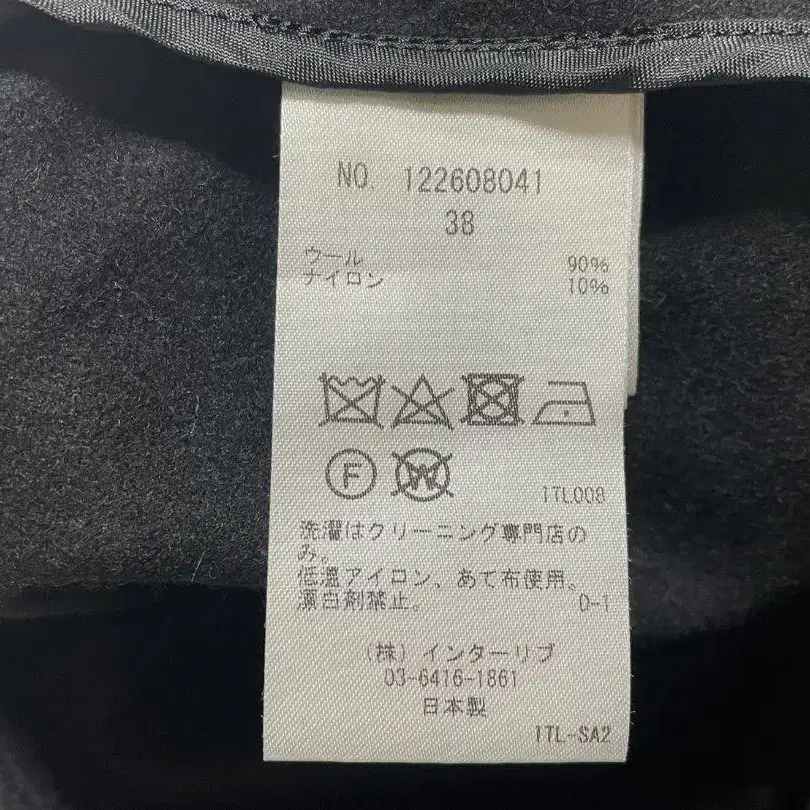 NO. 122608041
38
ウール 90%
ナイロン 10%
F W
ITL008
洗濯はクリーニング専門店の
み。
低温アイロン、あて布使用。
漂白剤禁止。 D-1
(株) インターリブ
03-6416-1861
日本製
ITL-SA2